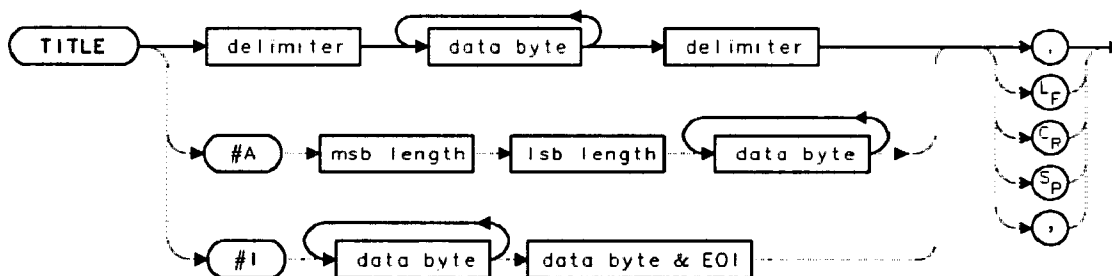 TITLE delimiter data byte delimiter
LF
#A msb length lsb length data byte CR
SP
,
#I data byte data byte & EOI